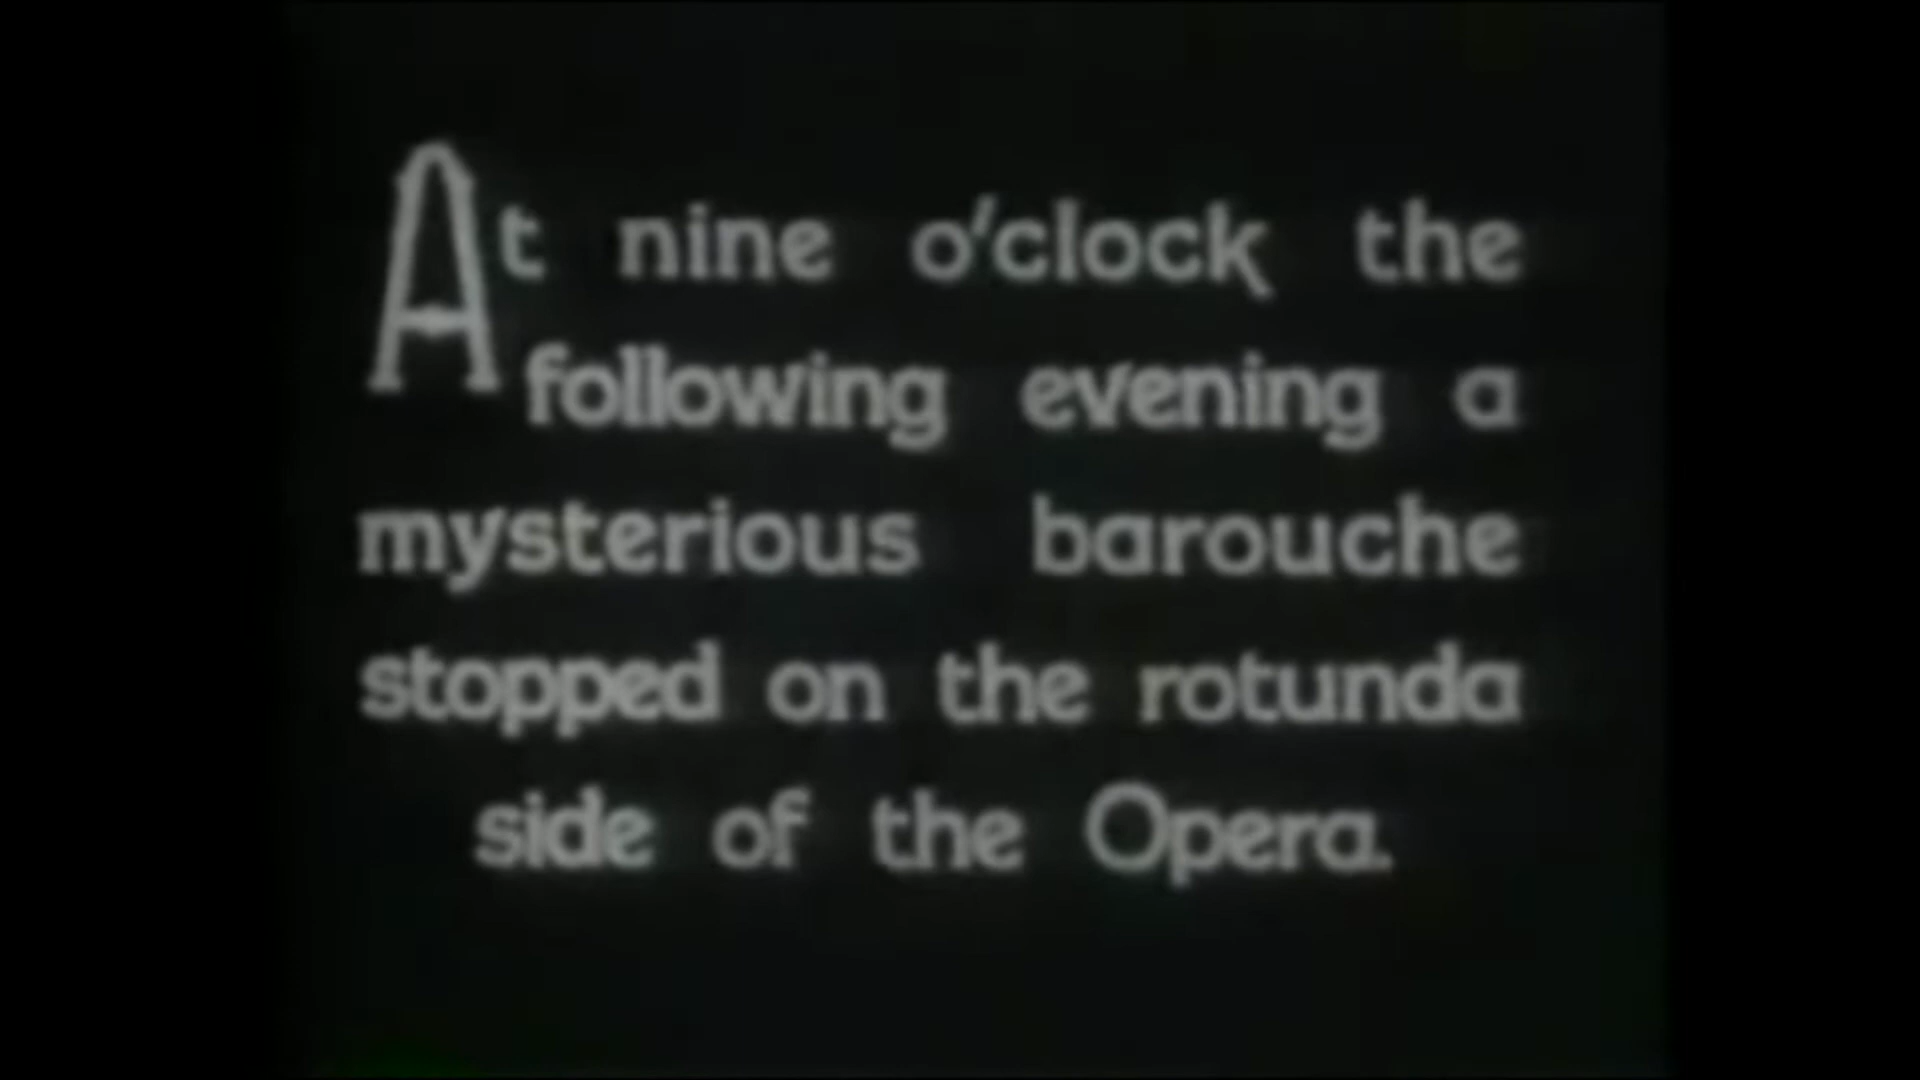 At nine o'clock the
following evening a
mysterious barouche
stopped on the rotunda
side of the Opera.